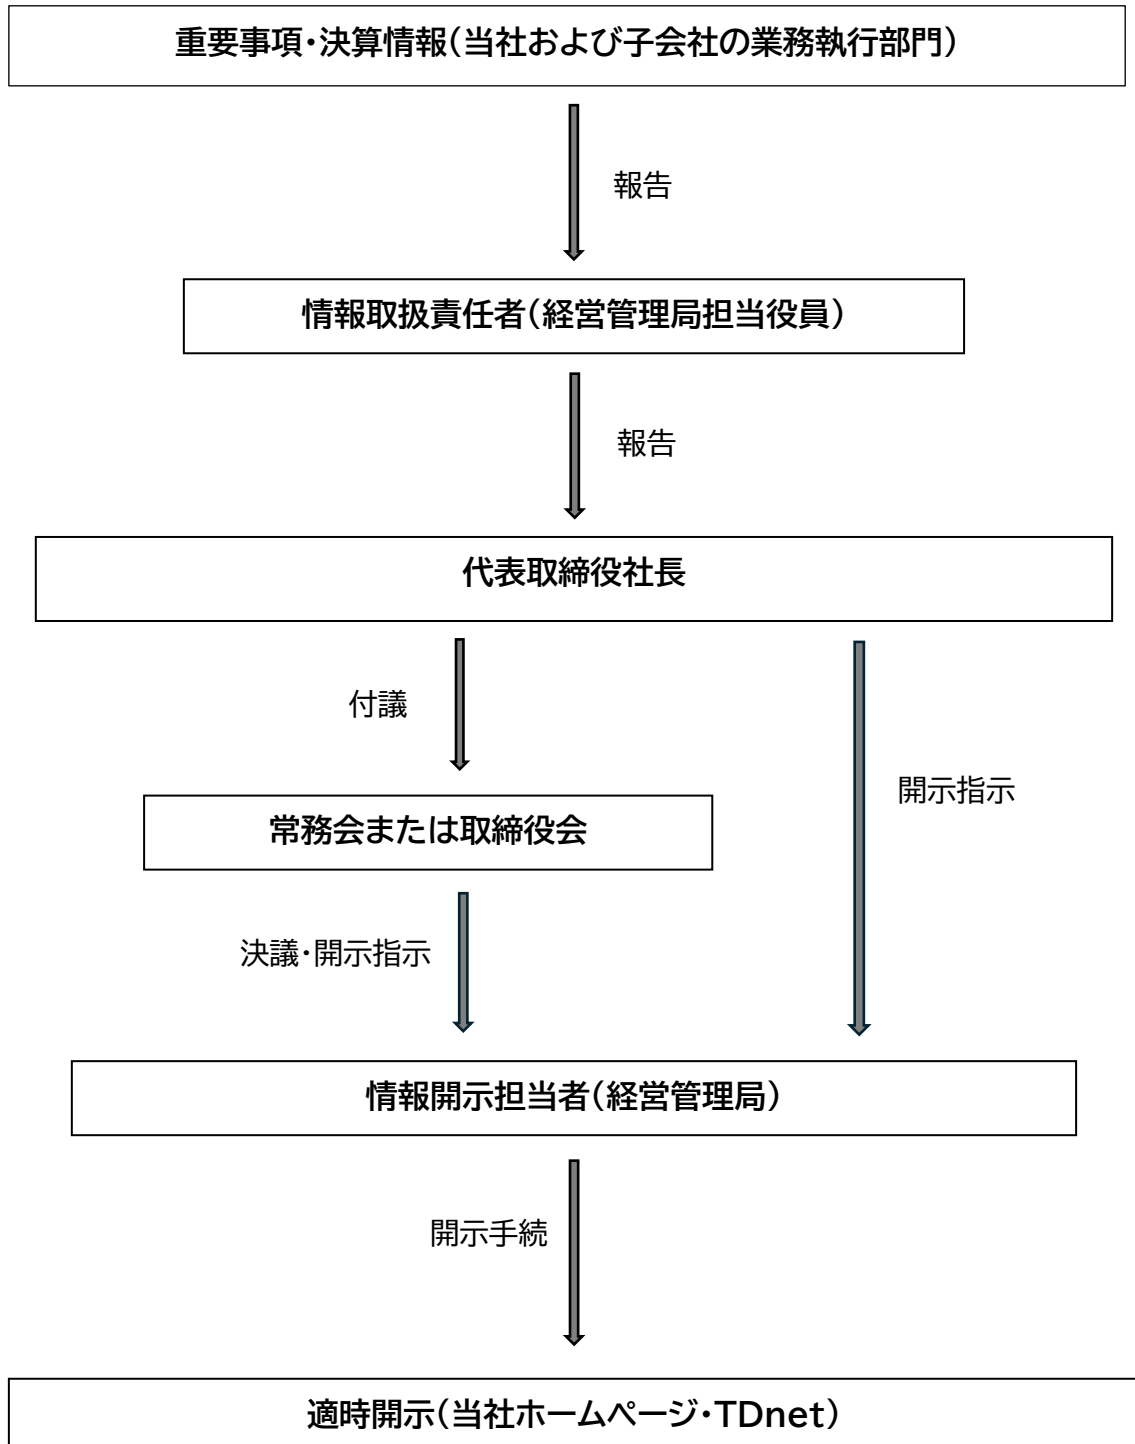 重要事項・決算情報(当社および子会社の業務執行部門)
報告
情報取扱責任者(経営管理局担当役員)
報告
代表取締役社長
付議
開示指示
常務会または取締役会
決議・開示指示
情報開示担当者(経営管理局)
開示手続
適時開示(当社ホームページ・TDnet)